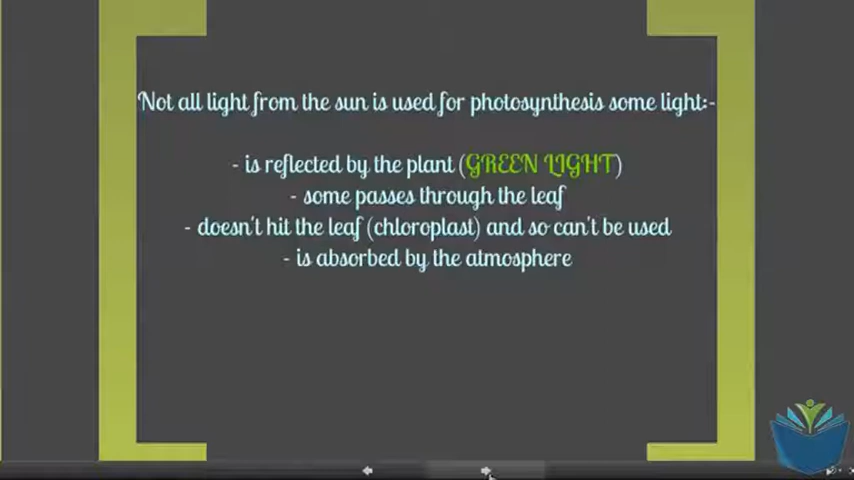 Not all light from the sun is used for photosynthesis some light:-
- is reflected by the plant (GREEN LIGHT)
- some passes through the leaf
- doesn't hit the leaf (chloroplast) and so can't be used
- is absorbed by the atmosphere